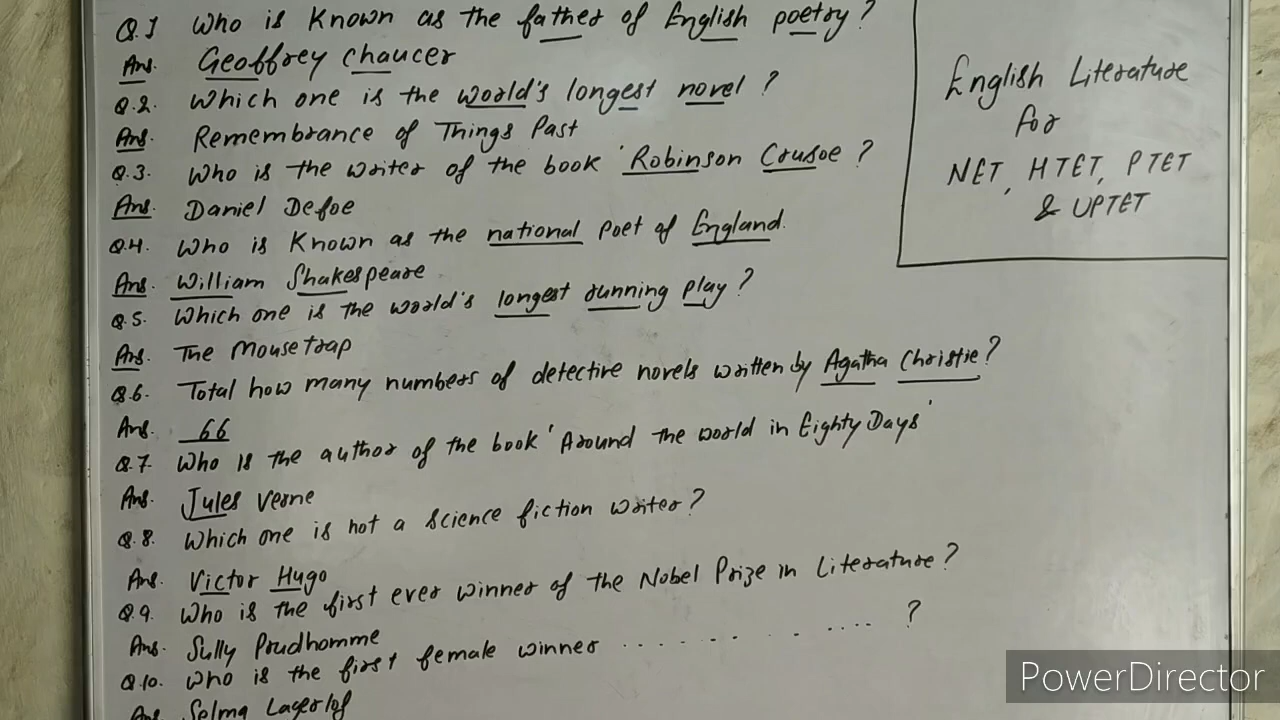 Q.1 Who is Known as the father of English poetry?
Ans. Geoffrey Chaucer
Q.2. Which one is the world's longest novel?
Ans. Remembrance of Things Past
Q.3. Who is the writer of the book 'Robinson Crusoe?
Ans. Daniel Defoe
Q.4. Who is Known as the national Poet of England.
Ans. William Shakespeare
Q.5. Which one is the world's longest running play?
Ans. The Mousetrap
Q.6. Total how many numbers of detective novels written by Agatha Christie?
Ans. 66
Q.7. Who is the author of the book 'Around the world in Eighty Days'
Ans. Jules Verne
Q.8. Which one is not a science fiction writer?
Ans. Victor Hugo
Q.9. Who is the first ever winner of the Nobel Prize in Literature?
Ans. Sully Prudhomme
Q.10. Who is the first female winner ............ ?
Ans. Selma Lagerlof
English Literature
for
NET, HTET, PTET
& UPTET
PowerDirector